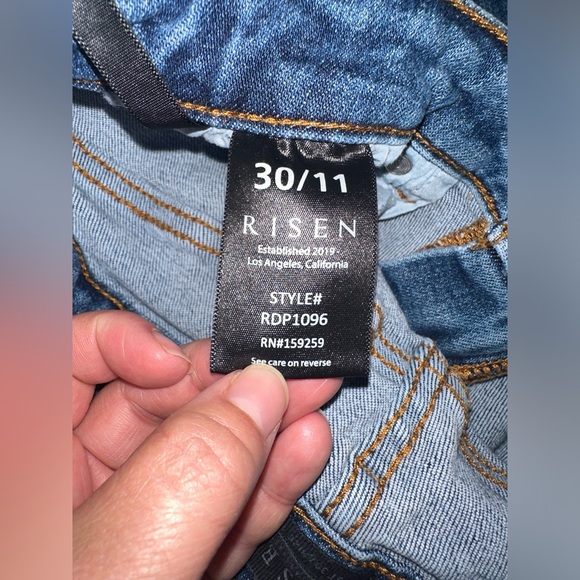 30/11
RISEN
Established 2019
Los Angeles, California
STYLE#
RDP1096
RN#159259
See care on reverse